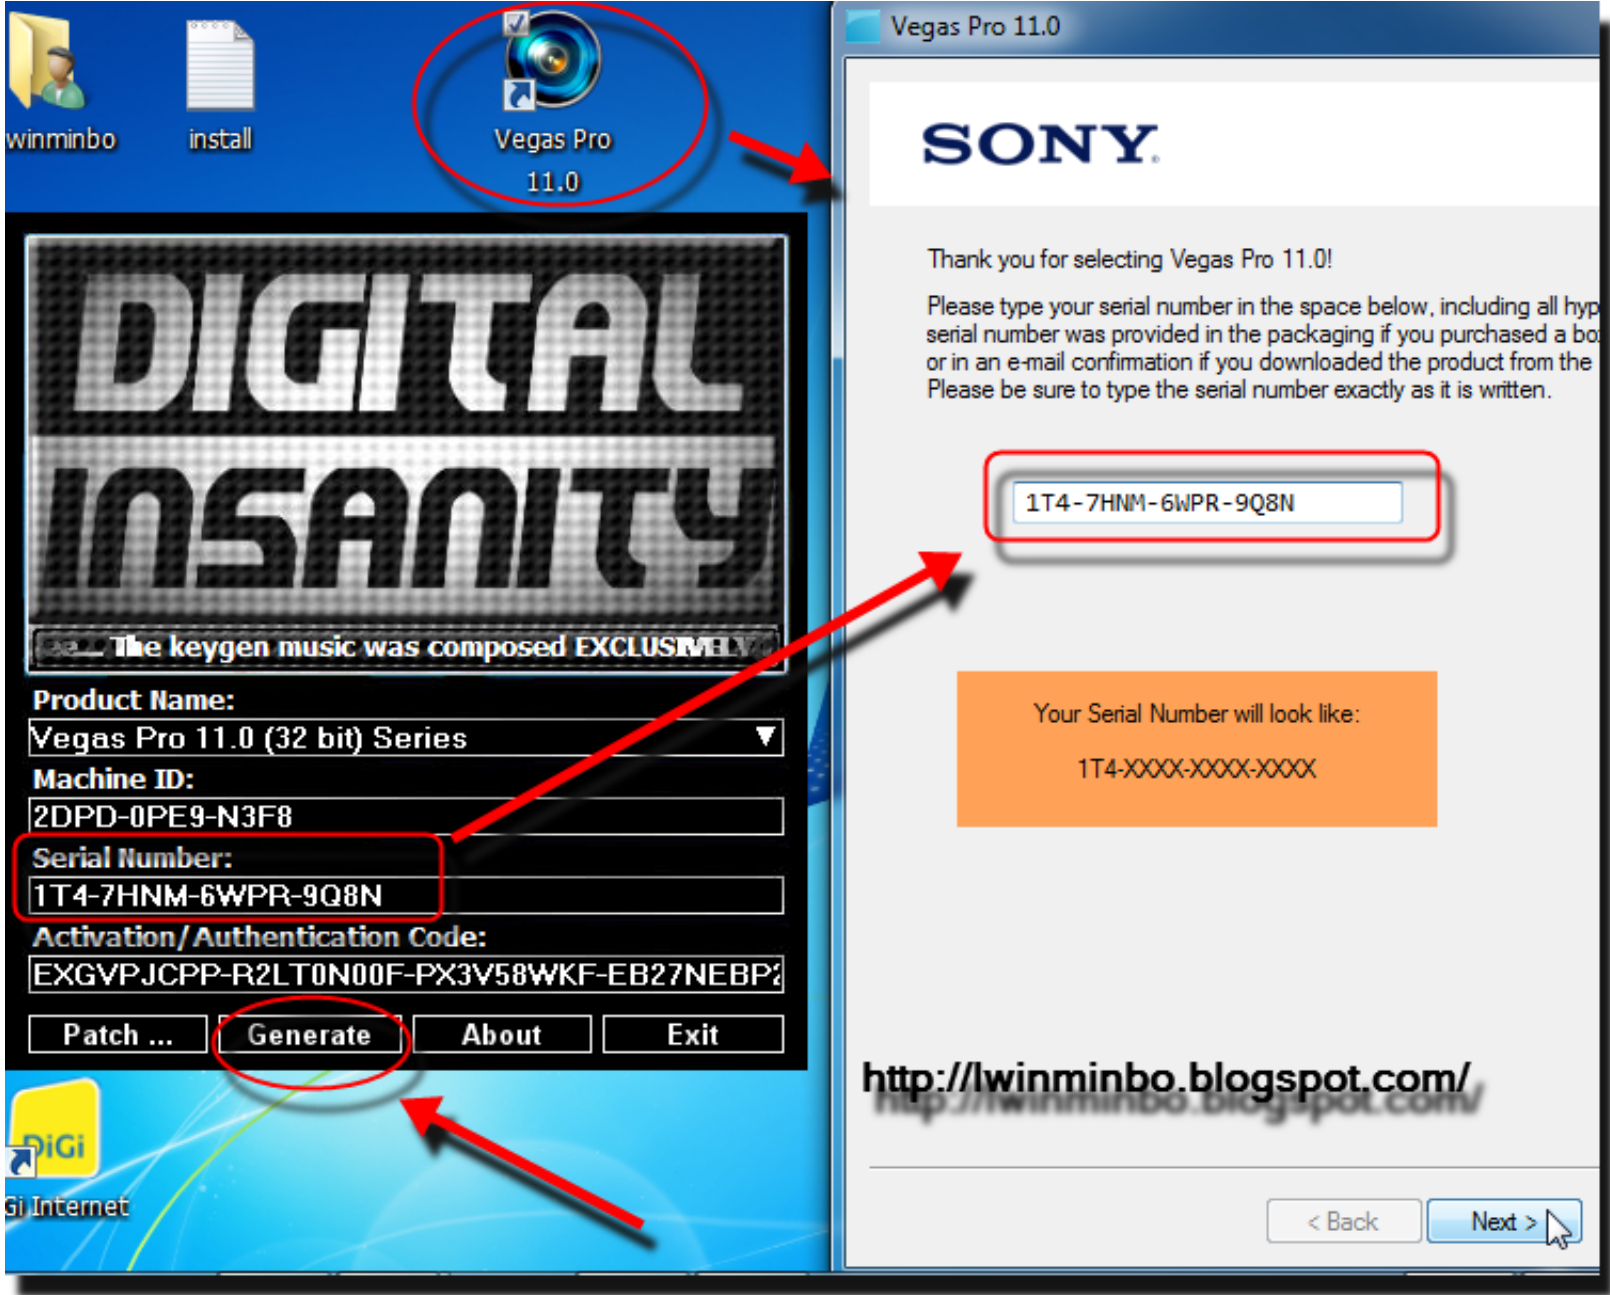 winminbo
install
Vegas Pro
11.0
DIGITAL
INSANITY
The keygen music was composed EXCLUSIVELY
Product Name:
Vegas Pro 11.0 (32 bit) Series
Machine ID:
2DPD-0PE9-N3F8
Serial Number:
1T4-7HNM-6WPR-9Q8N
Activation/Authentication Code:
EXGVPJCPP-R2LT0N00F-PX3V58WKF-EB27NEBP2
Patch ...
Generate
About
Exit
DiGi
Gi Internet
Vegas Pro 11.0
SONY
Thank you for selecting Vegas Pro 11.0!
Please type your serial number in the space below, including all hyp
serial number was provided in the packaging if you purchased a bo
or in an e-mail confirmation if you downloaded the product from the
Please be sure to type the serial number exactly as it is written.
1T4-7HNM-6WPR-9Q8N
Your Serial Number will look like:
1T4-XXXX-XXXX-XXXX
http://lwinminbo.blogspot.com/
< Back
Next >